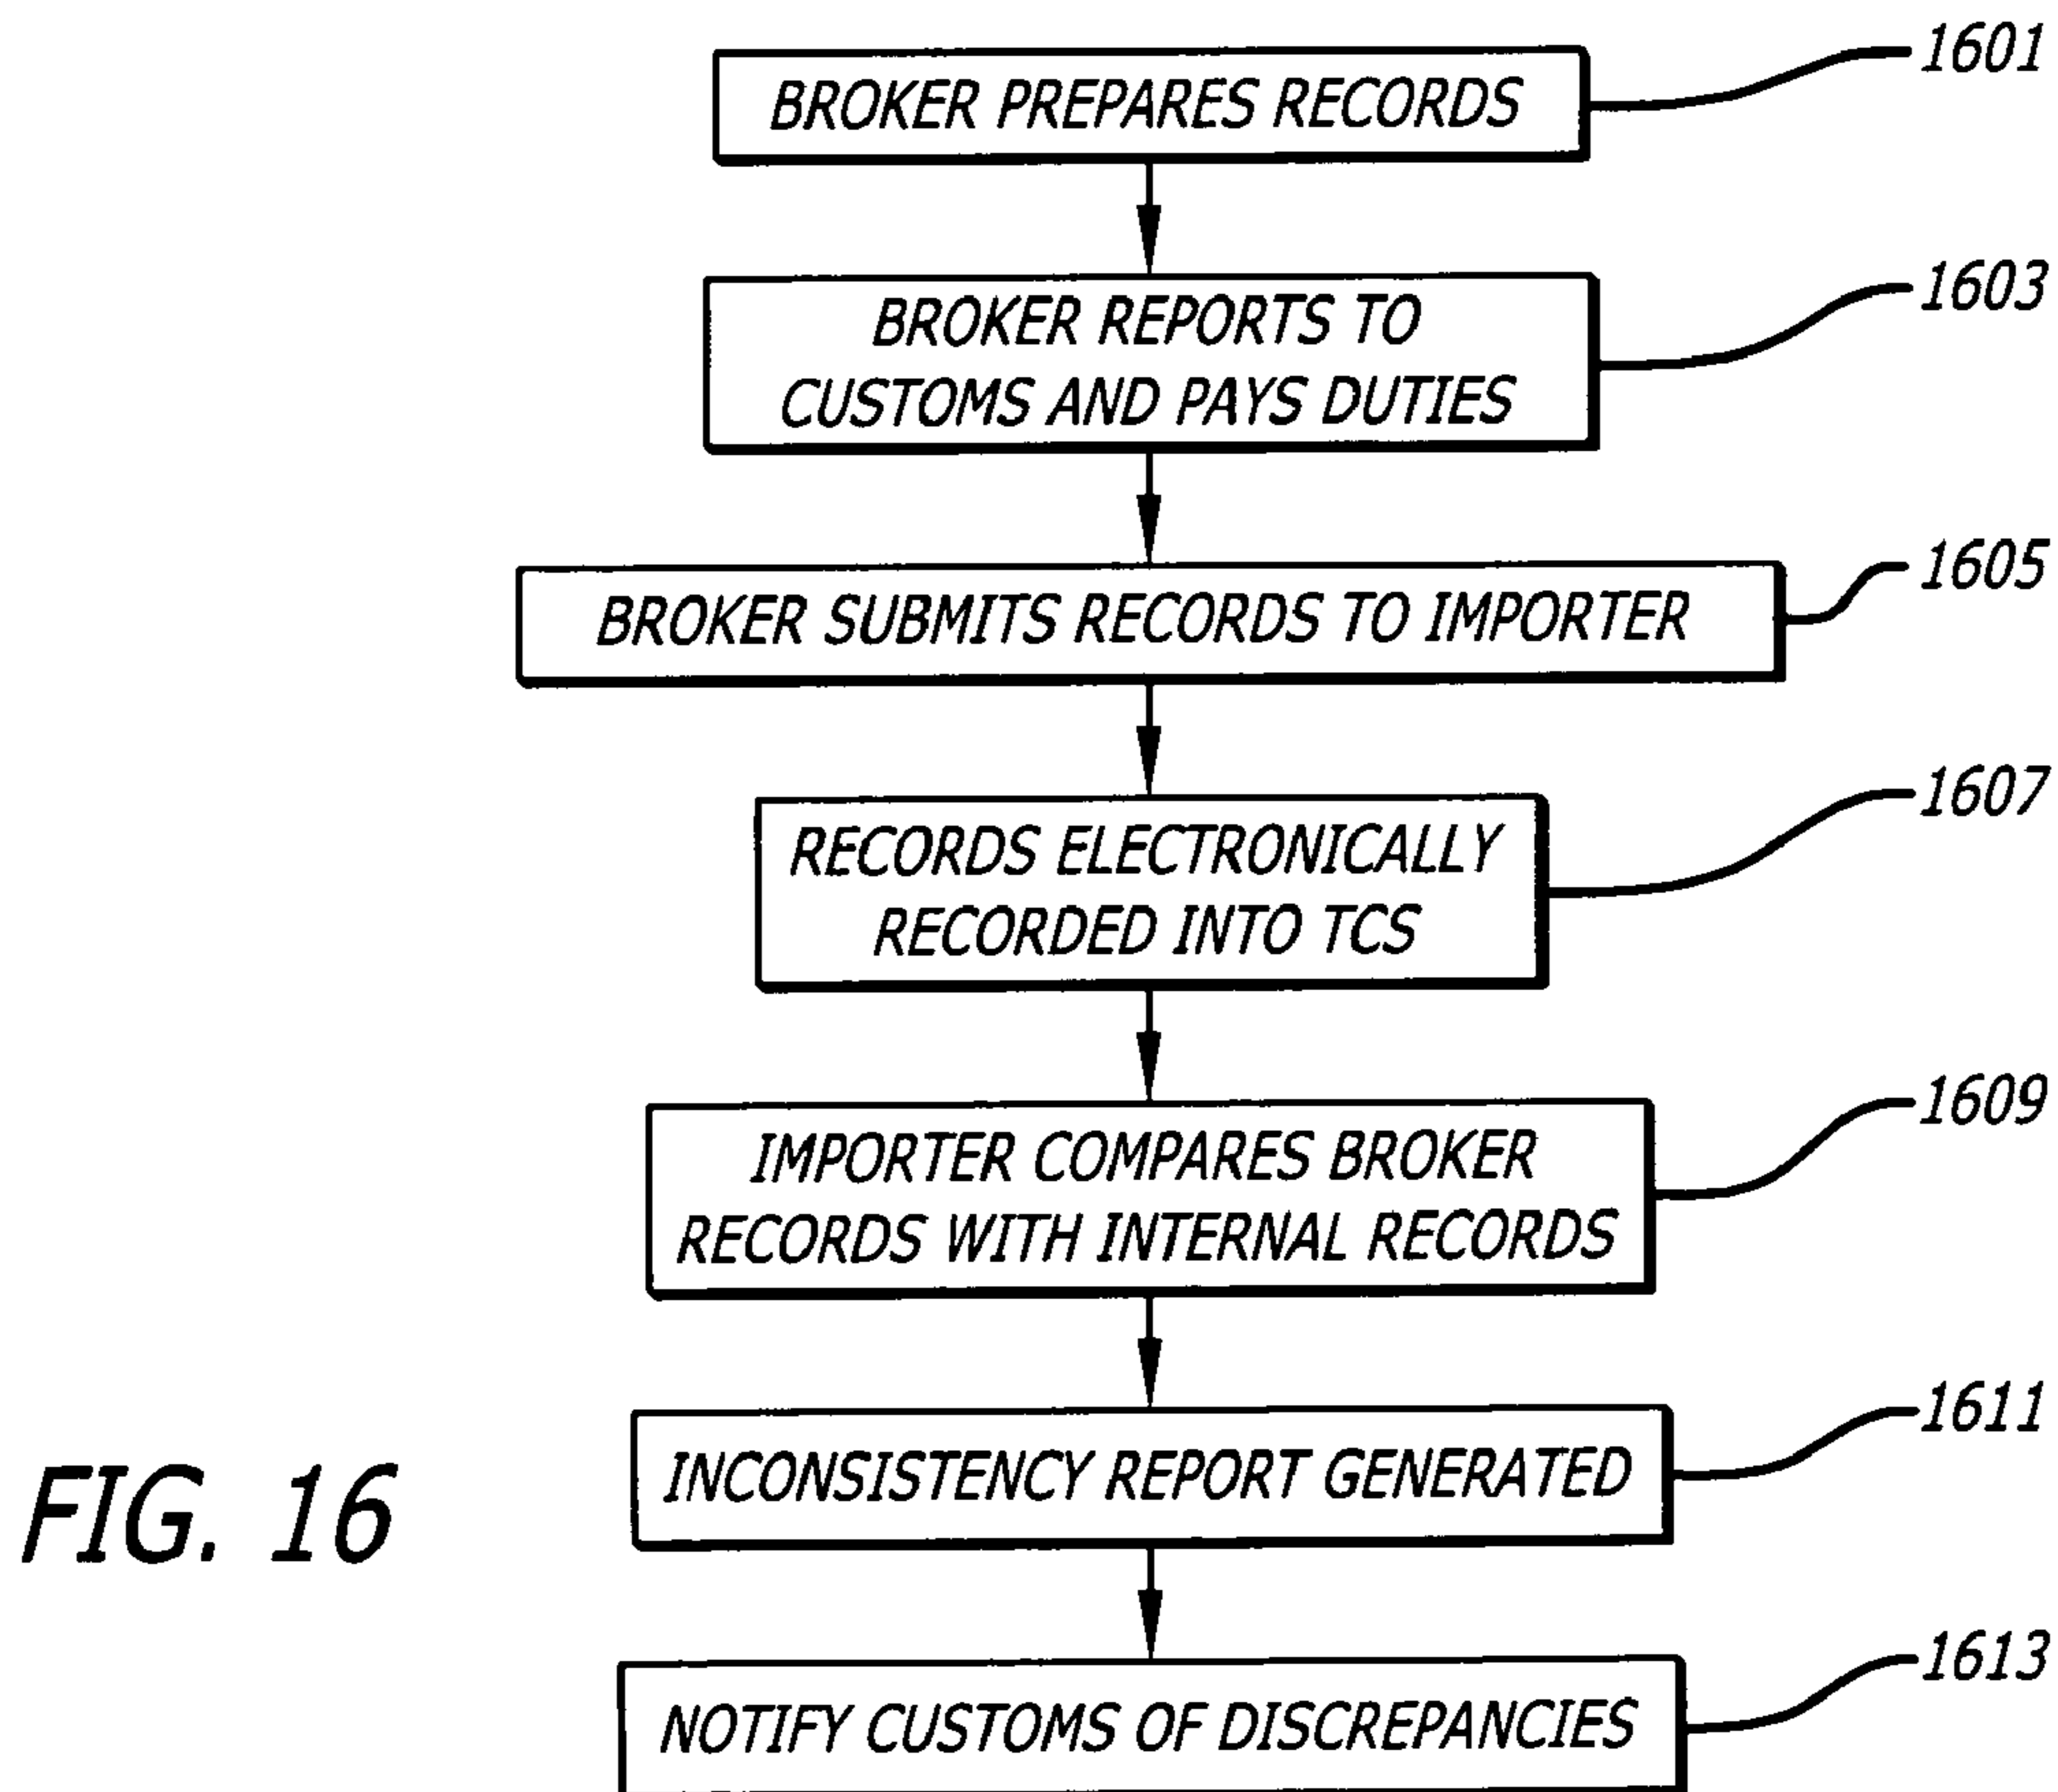 BROKER PREPARES RECORDS
1601
BROKER REPORTS TO
CUSTOMS AND PAYS DUTIES
1603
BROKER SUBMITS RECORDS TO IMPORTER
1605
RECORDS ELECTRONICALLY
RECORDED INTO TCS
1607
IMPORTER COMPARES BROKER
RECORDS WITH INTERNAL RECORDS
1609
INCONSISTENCY REPORT GENERATED
1611
NOTIFY CUSTOMS OF DISCREPANCIES
1613
FIG. 16